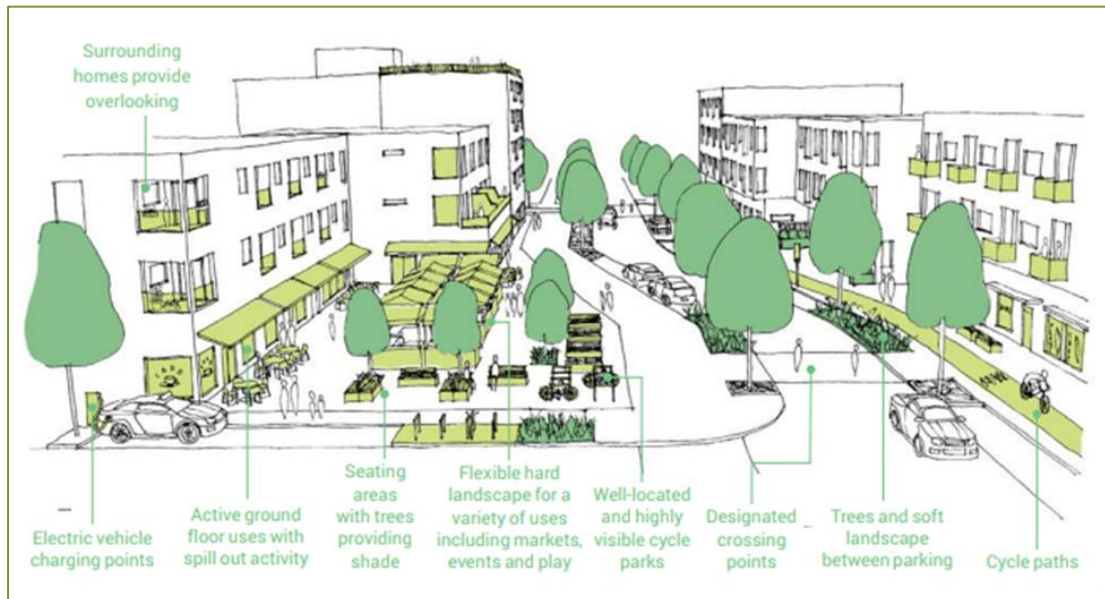 Surrounding
homes provide
overlooking
CAFE
Electric vehicle
charging points
Active ground
floor uses with
spill out activity
Seating
areas
with trees
providing
shade
Flexible hard
landscape for a
variety of uses
including markets,
events and play
Well-located
and highly
visible cycle
parks
Designated
crossing
points
Trees and soft
landscape
between parking
Cycle paths